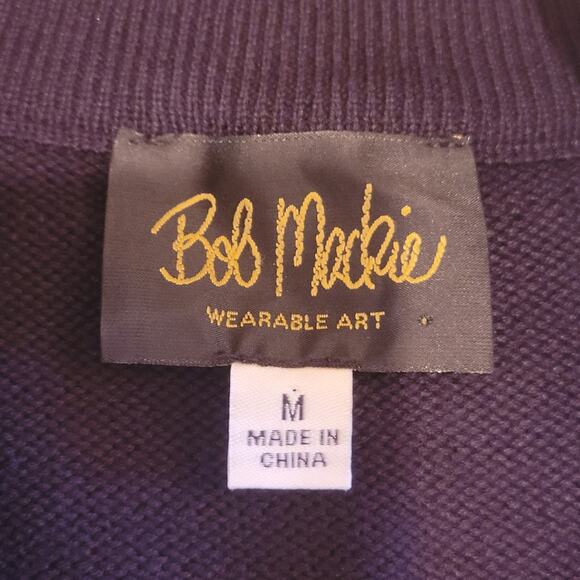 Bob Mackie
WEARABLE ART
M
MADE IN
CHINA